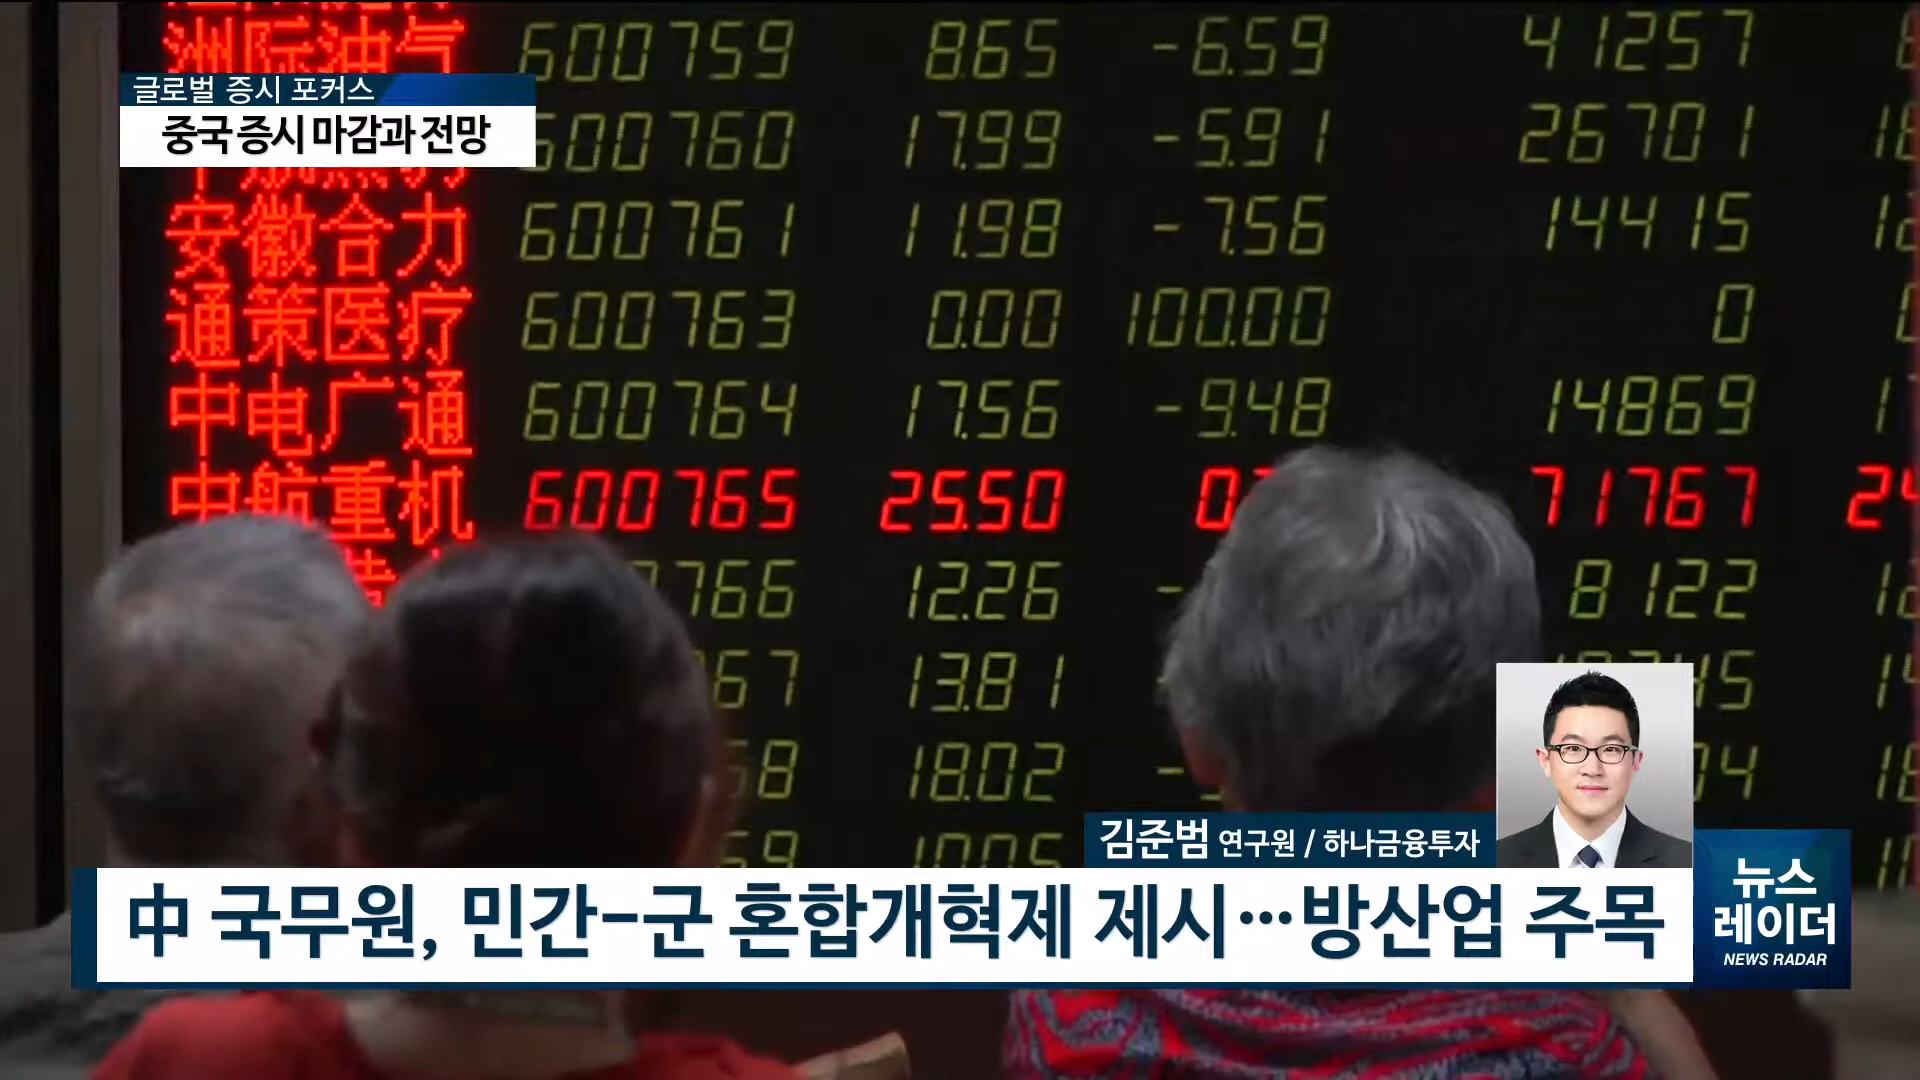 洲际油气 600759 8.65 -6.59 41257
글로벌 증시 포커스
중국 증시 마감과 전망
600760 17.99 -5.91 26701
安徽合力 600761 11.98 -7.56 14415
通策医疗 600763 0.00 100.00 0
中电广通 600764 17.56 -9.48 14869
中航重机 600765 25.50 71767
766 12.26 8122
67 13.81
18.02
김준범 연구원 / 하나금융투자
中 국무원, 민간-군 혼합개혁제 제시…방산업 주목
뉴스
레이더
NEWS RADAR